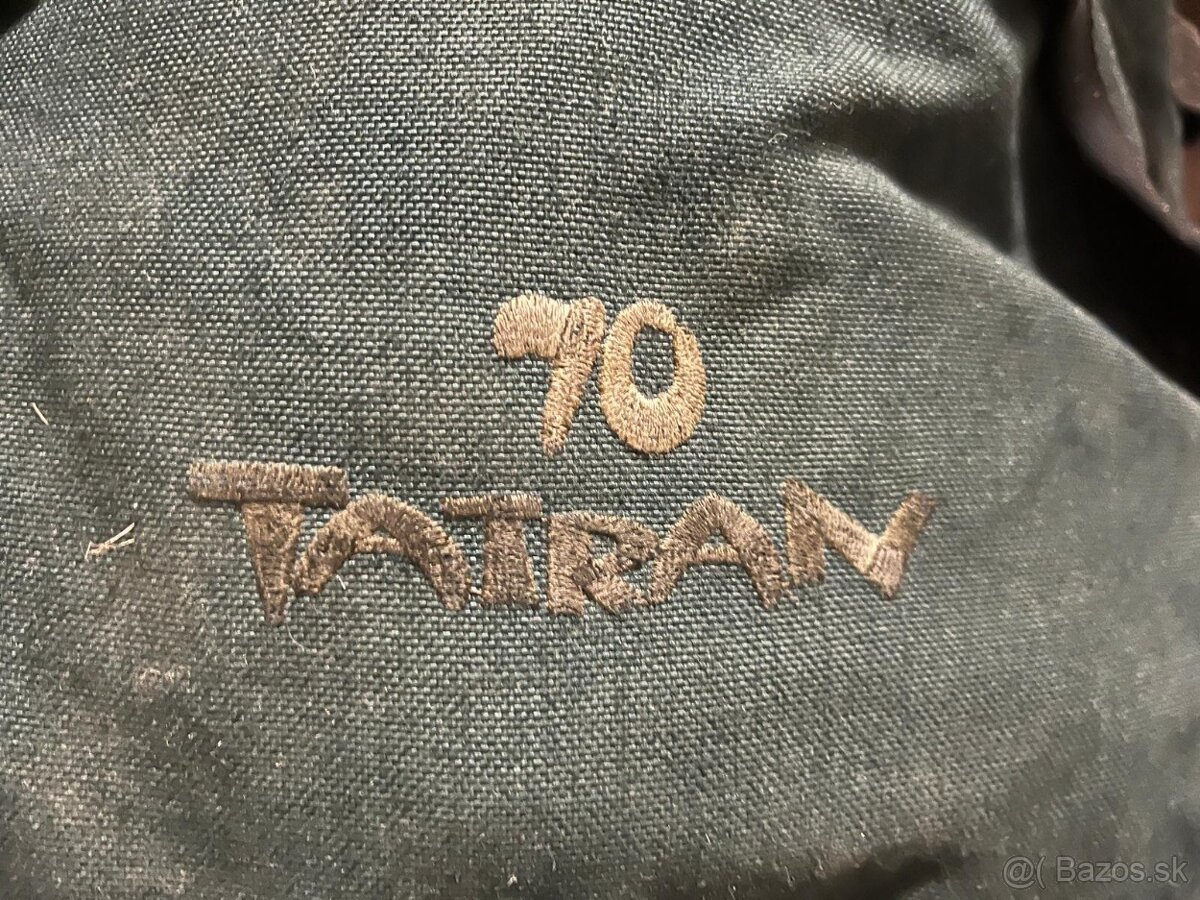 70
TATRAN
@( Bazos.sk